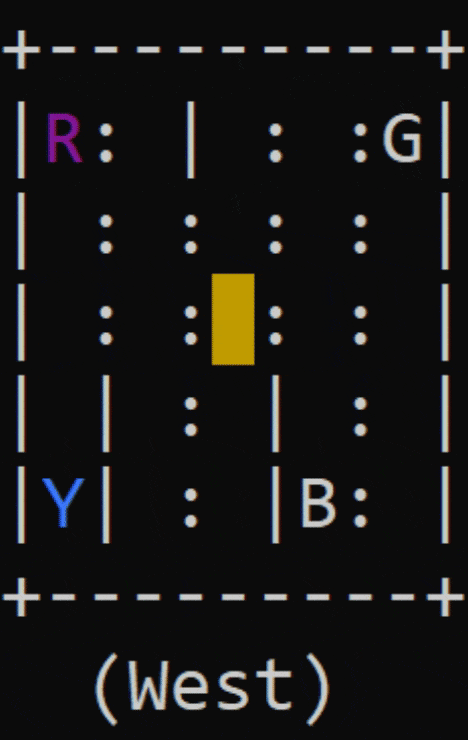 +---------+
|R: | : :G|
| : : : : |
| : : : : |
| | : | : |
|Y| : |B: |
+---------+
(West)